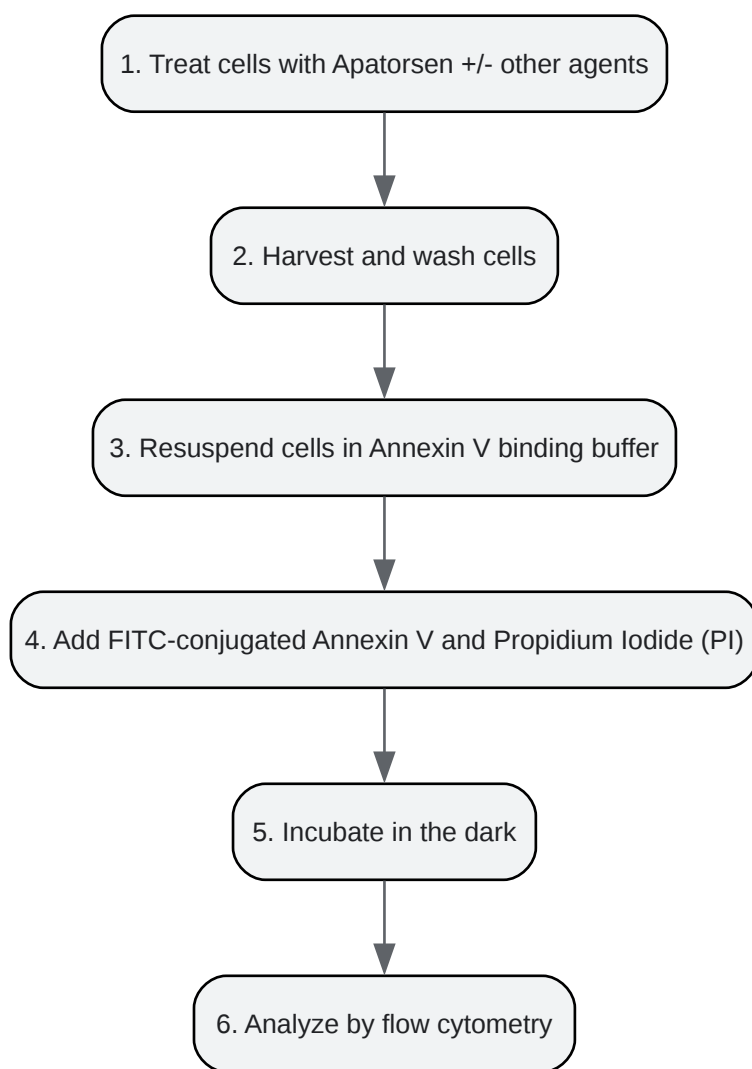 1. Treat cells with Apatorsen +/- other agents
2. Harvest and wash cells
3. Resuspend cells in Annexin V binding buffer
4. Add FITC-conjugated Annexin V and Propidium Iodide (PI)
5. Incubate in the dark
6. Analyze by flow cytometry